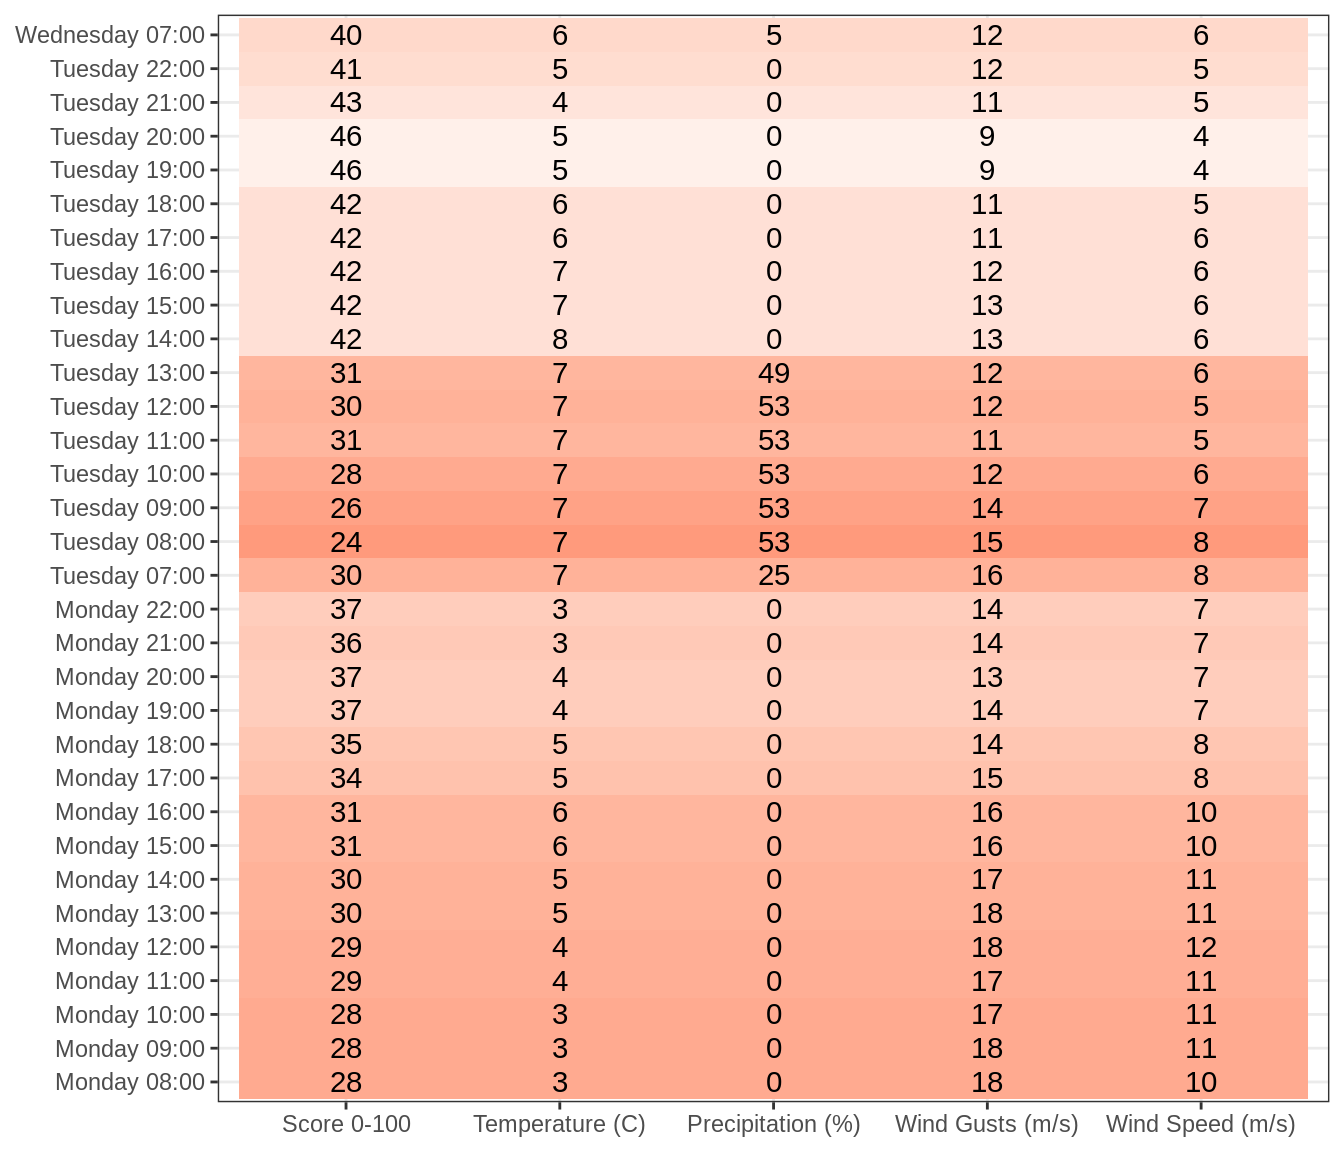 Wednesday 07:00 40 6 5 12 6
Tuesday 22:00 41 5 0 12 5
Tuesday 21:00 43 4 0 11 5
Tuesday 20:00 46 5 0 9 4
Tuesday 19:00 46 5 0 9 4
Tuesday 18:00 42 6 0 11 5
Tuesday 17:00 42 6 0 11 6
Tuesday 16:00 42 7 0 12 6
Tuesday 15:00 42 7 0 13 6
Tuesday 14:00 42 8 0 13 6
Tuesday 13:00 31 7 49 12 6
Tuesday 12:00 30 7 53 12 5
Tuesday 11:00 31 7 53 11 5
Tuesday 10:00 28 7 53 12 6
Tuesday 09:00 26 7 53 14 7
Tuesday 08:00 24 7 53 15 8
Tuesday 07:00 30 7 25 16 8
Monday 22:00 37 3 0 14 7
Monday 21:00 36 3 0 14 7
Monday 20:00 37 4 0 13 7
Monday 19:00 37 4 0 14 7
Monday 18:00 35 5 0 14 8
Monday 17:00 34 5 0 15 8
Monday 16:00 31 6 0 16 10
Monday 15:00 31 6 0 16 10
Monday 14:00 30 5 0 17 11
Monday 13:00 30 5 0 18 11
Monday 12:00 29 4 0 18 12
Monday 11:00 29 4 0 17 11
Monday 10:00 28 3 0 17 11
Monday 09:00 28 3 0 18 11
Monday 08:00 28 3 0 18 10
Score 0-100 Temperature (C) Precipitation (%) Wind Gusts (m/s) Wind Speed (m/s)